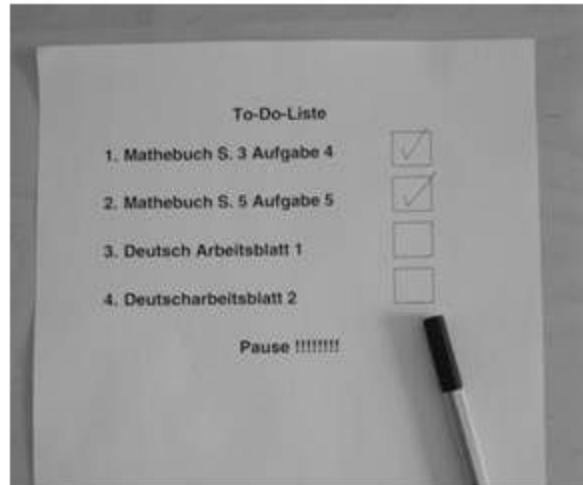 To-Do-Liste
1. Mathebuch S. 3 Aufgabe 4
2. Mathebuch S. 5 Aufgabe 5
3. Deutsch Arbeitsblatt 1
4. Deutscharbeitsblatt 2
Pause !!!!!!!!